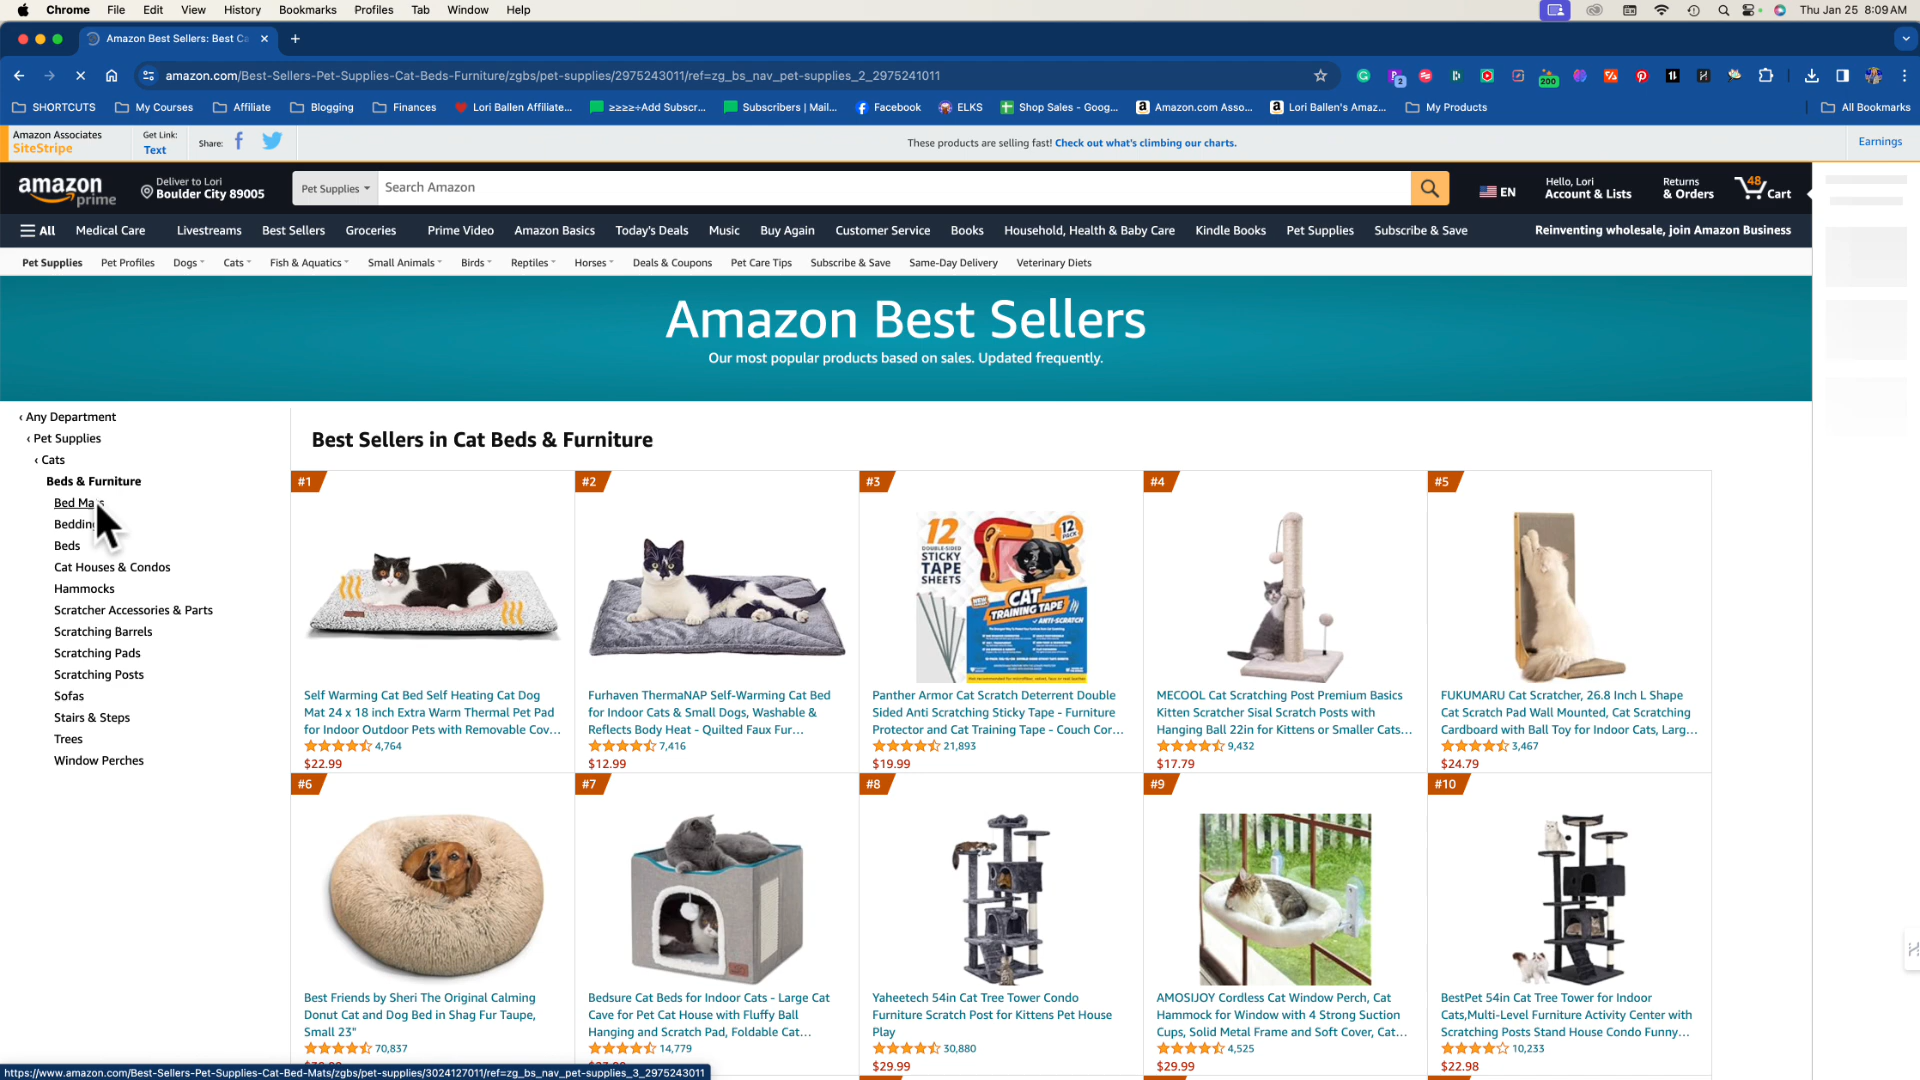 Chrome File Edit View History Bookmarks Profiles Tab Window Help Thu Jan 25 8:09 AM
Amazon Best Sellers: Best Ca
amazon.com/Best-Sellers-Pet-Supplies-Cat-Beds-Furniture/zgbs/pet-supplies/2975243011/ref=zg_bs_nav_pet-supplies_2_2975241011
SHORTCUTS My Courses Affiliate Blogging Finances Lori Ballen Affiliate... ≥≥≥≥÷Add Subscr... Subscribers | Mail... Facebook ELKS Shop Sales - Goog... Amazon.com Asso... Lori Ballen's Amaz... My Products All Bookmarks
Amazon Associates
SiteStripe
Get Link:
Text
Share:
These products are selling fast! Check out what's climbing our charts.
Earnings
amazon prime
Deliver to Lori
Boulder City 89005
Pet Supplies
Search Amazon
EN
Hello, Lori
Account & Lists
Returns
& Orders
48
Cart
All Medical Care Livestreams Best Sellers Groceries Prime Video Amazon Basics Today's Deals Music Buy Again Customer Service Books Household, Health & Baby Care Kindle Books Pet Supplies Subscribe & Save Reinventing wholesale, join Amazon Business
Pet Supplies Pet Profiles Dogs Cats Fish & Aquatics Small Animals Birds Reptiles Horses Deals & Coupons Pet Care Tips Subscribe & Save Same-Day Delivery Veterinary Diets
Amazon Best Sellers
Our most popular products based on sales. Updated frequently.
‹ Any Department
‹ Pet Supplies
‹ Cats
Beds & Furniture
Bed Mats
Bedding
Beds
Cat Houses & Condos
Hammocks
Scratcher Accessories & Parts
Scratching Barrels
Scratching Pads
Scratching Posts
Sofas
Stairs & Steps
Trees
Window Perches
Best Sellers in Cat Beds & Furniture
#1
Self Warming Cat Bed Self Heating Cat Dog
Mat 24 x 18 inch Extra Warm Thermal Pet Pad
for Indoor Outdoor Pets with Removable Cov...
4,764
$22.99
#2
Furhaven ThermaNAP Self-Warming Cat Bed
for Indoor Cats & Small Dogs, Washable &
Reflects Body Heat - Quilted Faux Fur...
7,416
$12.99
#3
12
DOUBLE-SIDED
STICKY
TAPE
SHEETS
12
PACK
CAT
TRAINING TAPE
ANTI-SCRATCH
Panther Armor Cat Scratch Deterrent Double
Sided Anti Scratching Sticky Tape - Furniture
Protector and Cat Training Tape - Couch Cor...
21,893
$19.99
#4
MECOOL Cat Scratching Post Premium Basics
Kitten Scratcher Sisal Scratch Posts with
Hanging Ball 22in for Kittens or Smaller Cats...
9,432
$17.79
#5
FUKUMARU Cat Scratcher, 26.8 Inch L Shape
Cat Scratch Pad Wall Mounted, Cat Scratching
Cardboard with Ball Toy for Indoor Cats, Larg...
3,467
$24.79
#6
Best Friends by Sheri The Original Calming
Donut Cat and Dog Bed in Shag Fur Taupe,
Small 23"
70,837
#7
Bedsure Cat Beds for Indoor Cats - Large Cat
Cave for Pet Cat House with Fluffy Ball
Hanging and Scratch Pad, Foldable Cat...
14,779
#8
Yaheetech 54in Cat Tree Tower Condo
Furniture Scratch Post for Kittens Pet House
Play
30,880
$29.99
#9
AMOSIJOY Cordless Cat Window Perch, Cat
Hammock for Window with 4 Strong Suction
Cups, Solid Metal Frame and Soft Cover, Cat...
4,525
$29.99
#10
BestPet 54in Cat Tree Tower for Indoor
Cats,Multi-Level Furniture Activity Center with
Scratching Posts Stand House Condo Funny...
10,233
$22.98
https://www.amazon.com/Best-Sellers-Pet-Supplies-Cat-Bed-Mats/zgbs/pet-supplies/3024127011/ref=zg_bs_nav_pet-supplies_3_2975243011